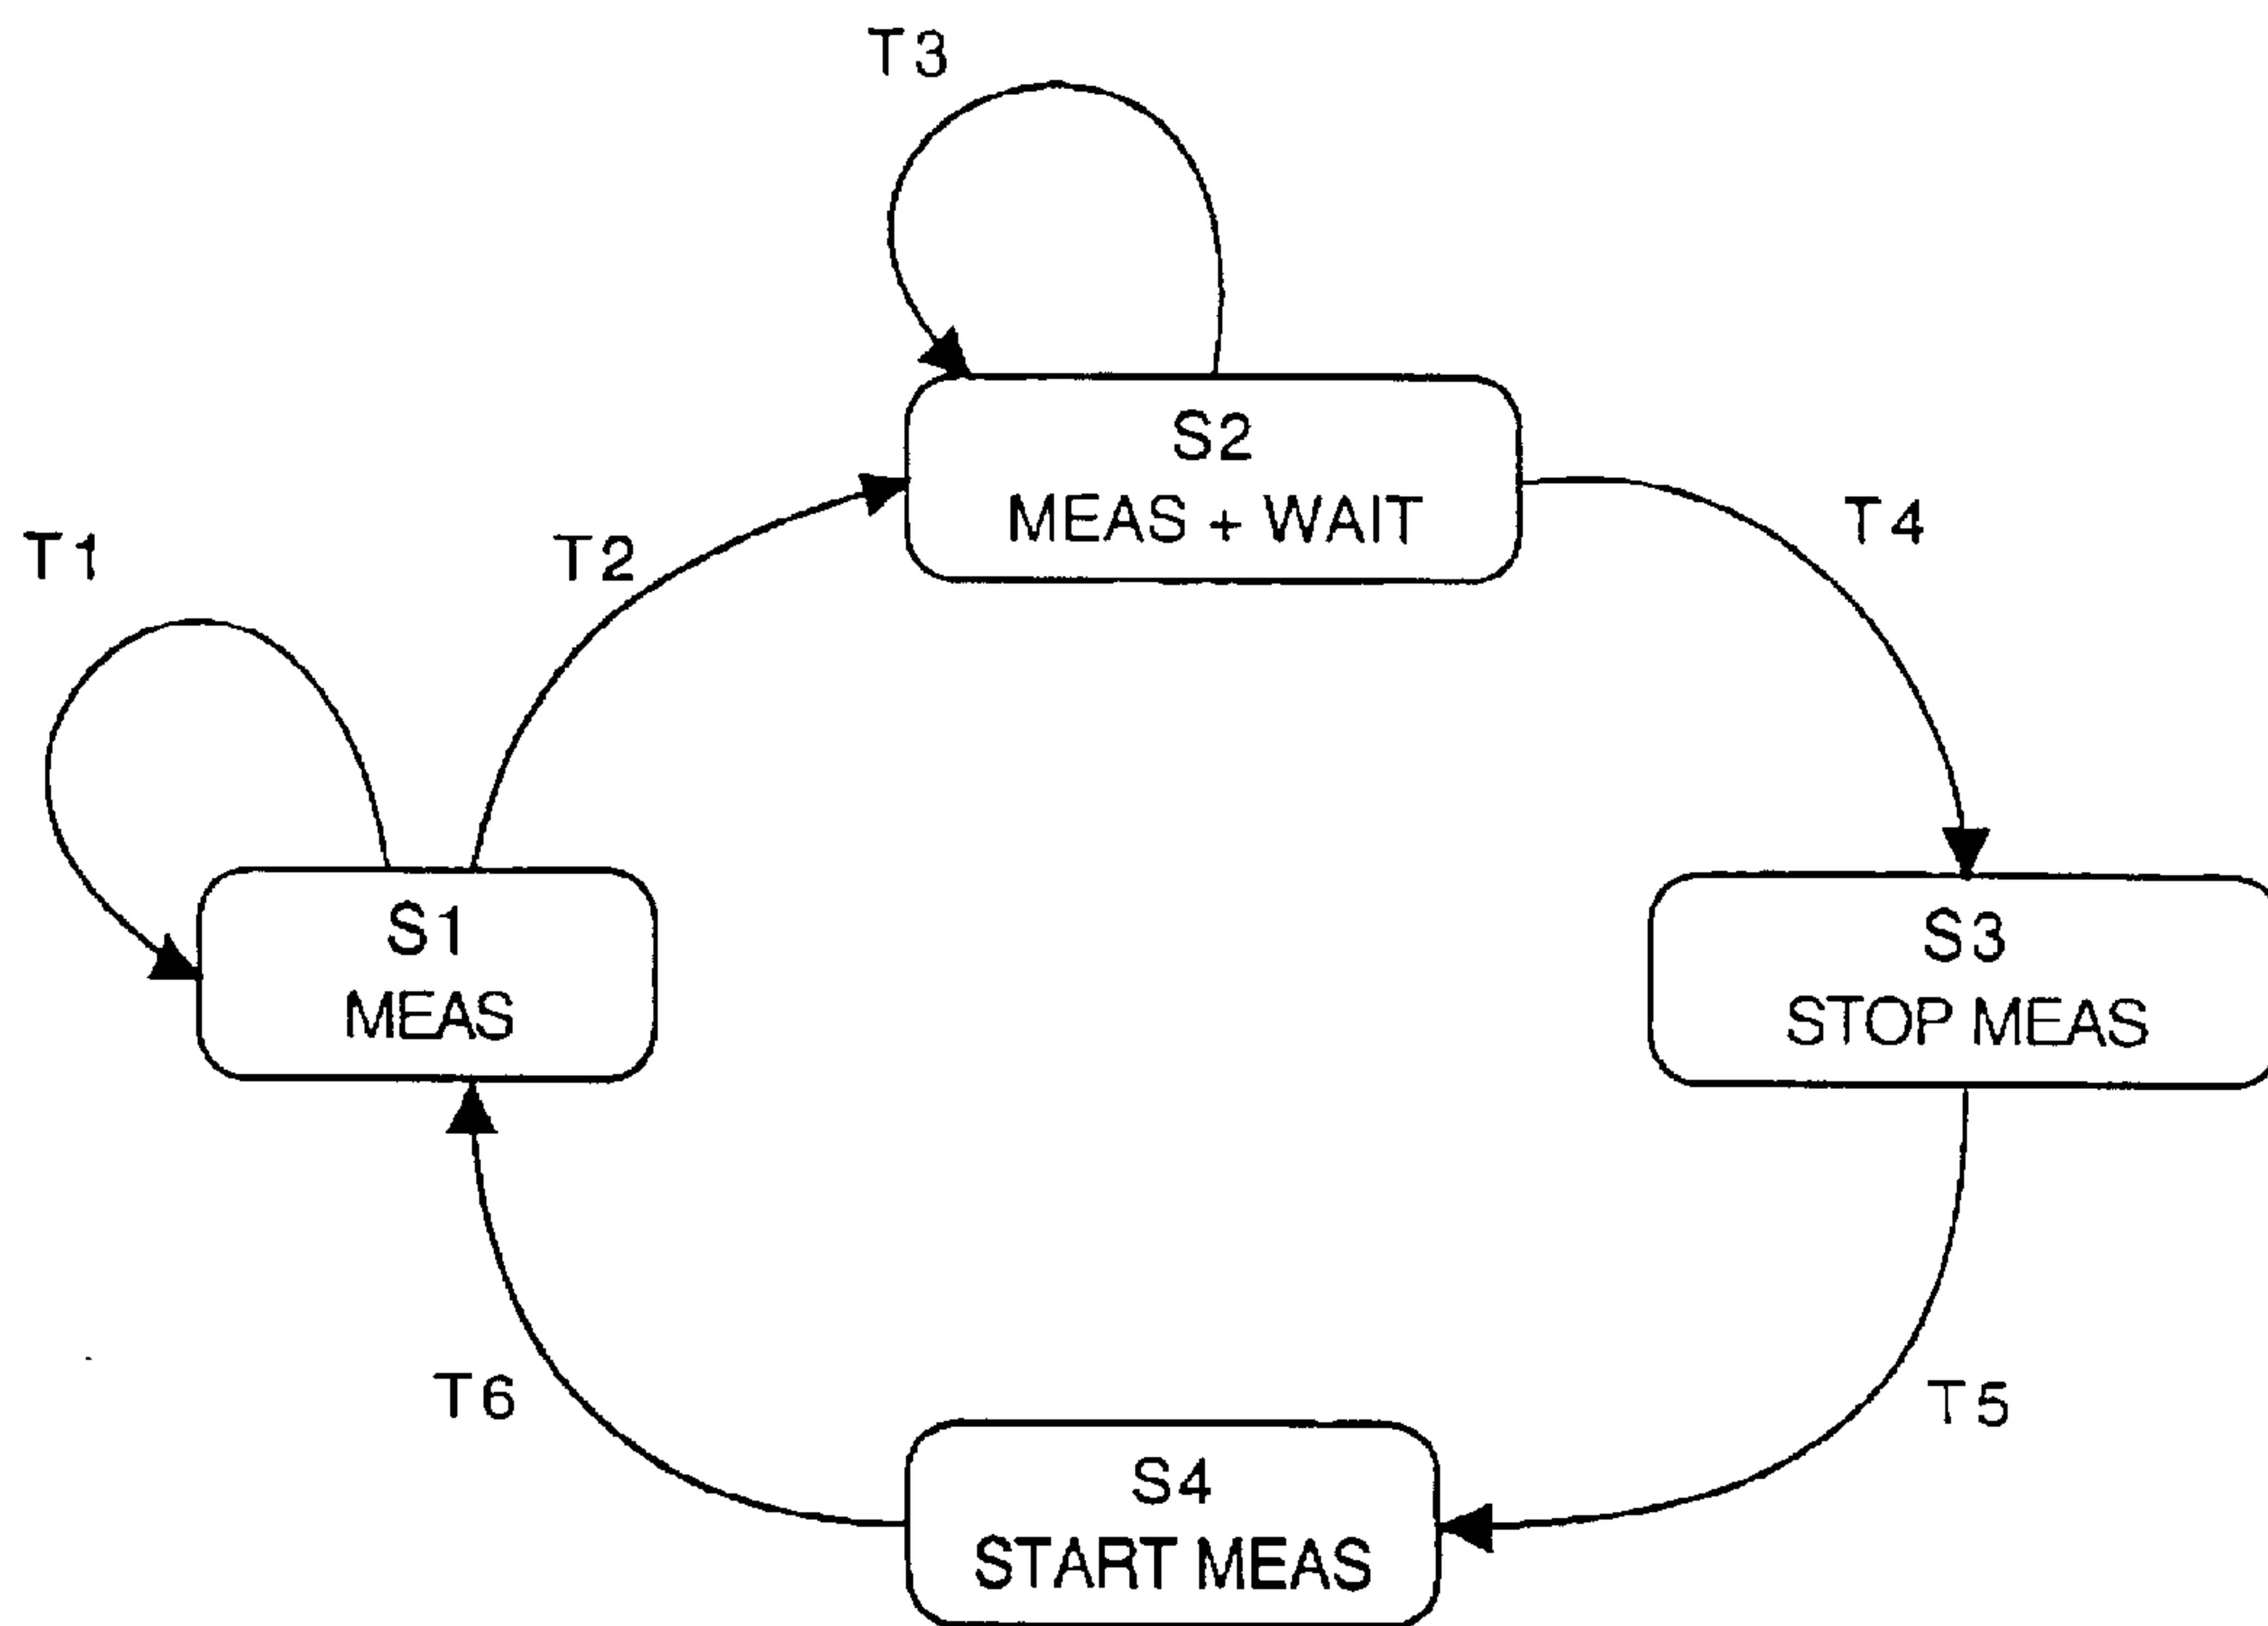 T3
S2
MEAS + WAIT
T4
T1
T2
S1
MEAS
S3
STOP MEAS
T6
T5
S4
START MEAS